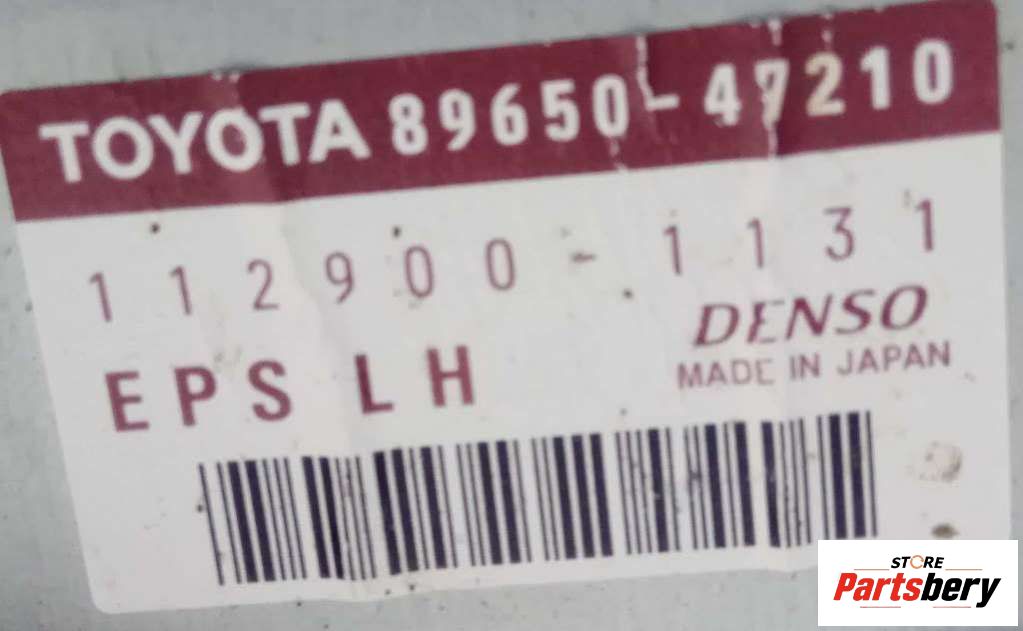 TOYOTA 89650-47210
112900-1131
DENSO
EPS LH
MADE IN JAPAN
STORE
Partsbery